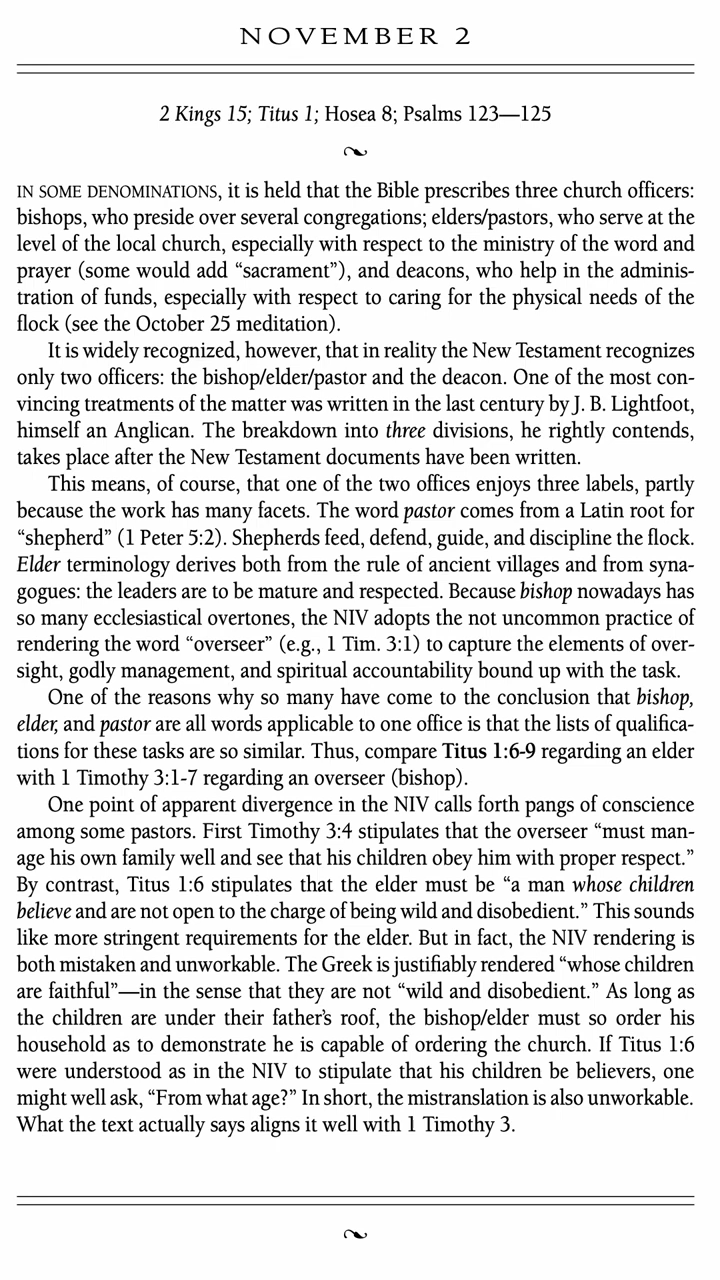 NOVEMBER 2
2 Kings 15; Titus 1; Hosea 8; Psalms 123—125
IN SOME DENOMINATIONS, it is held that the Bible prescribes three church officers:
bishops, who preside over several congregations; elders/pastors, who serve at the
level of the local church, especially with respect to the ministry of the word and
prayer (some would add “sacrament”), and deacons, who help in the adminis-
tration of funds, especially with respect to caring for the physical needs of the
flock (see the October 25 meditation).
It is widely recognized, however, that in reality the New Testament recognizes
only two officers: the bishop/elder/pastor and the deacon. One of the most con-
vincing treatments of the matter was written in the last century by J. B. Lightfoot,
himself an Anglican. The breakdown into three divisions, he rightly contends,
takes place after the New Testament documents have been written.
This means, of course, that one of the two offices enjoys three labels, partly
because the work has many facets. The word pastor comes from a Latin root for
“shepherd” (1 Peter 5:2). Shepherds feed, defend, guide, and discipline the flock.
Elder terminology derives both from the rule of ancient villages and from syna-
gogues: the leaders are to be mature and respected. Because bishop nowadays has
so many ecclesiastical overtones, the NIV adopts the not uncommon practice of
rendering the word “overseer” (e.g., 1 Tim. 3:1) to capture the elements of over-
sight, godly management, and spiritual accountability bound up with the task.
One of the reasons why so many have come to the conclusion that bishop,
elder, and pastor are all words applicable to one office is that the lists of qualifica-
tions for these tasks are so similar. Thus, compare Titus 1:6-9 regarding an elder
with 1 Timothy 3:1-7 regarding an overseer (bishop).
One point of apparent divergence in the NIV calls forth pangs of conscience
among some pastors. First Timothy 3:4 stipulates that the overseer “must man-
age his own family well and see that his children obey him with proper respect.”
By contrast, Titus 1:6 stipulates that the elder must be “a man whose children
believe and are not open to the charge of being wild and disobedient.” This sounds
like more stringent requirements for the elder. But in fact, the NIV rendering is
both mistaken and unworkable. The Greek is justifiably rendered “whose children
are faithful”—in the sense that they are not “wild and disobedient.” As long as
the children are under their father’s roof, the bishop/elder must so order his
household as to demonstrate he is capable of ordering the church. If Titus 1:6
were understood as in the NIV to stipulate that his children be believers, one
might well ask, “From what age?” In short, the mistranslation is also unworkable.
What the text actually says aligns it well with 1 Timothy 3.